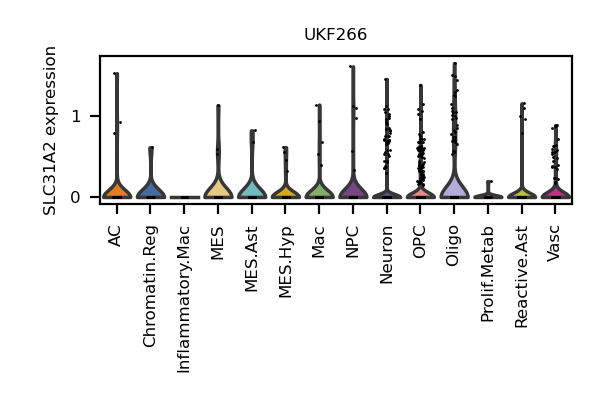 UKF266
SLC31A2 expression
1
0
AC
Chromatin.Reg
Inflammatory.Mac
MES
MES.Ast
MES.Hyp
Mac
NPC
Neuron
OPC
Oligo
Prolif.Metab
Reactive.Ast
Vasc